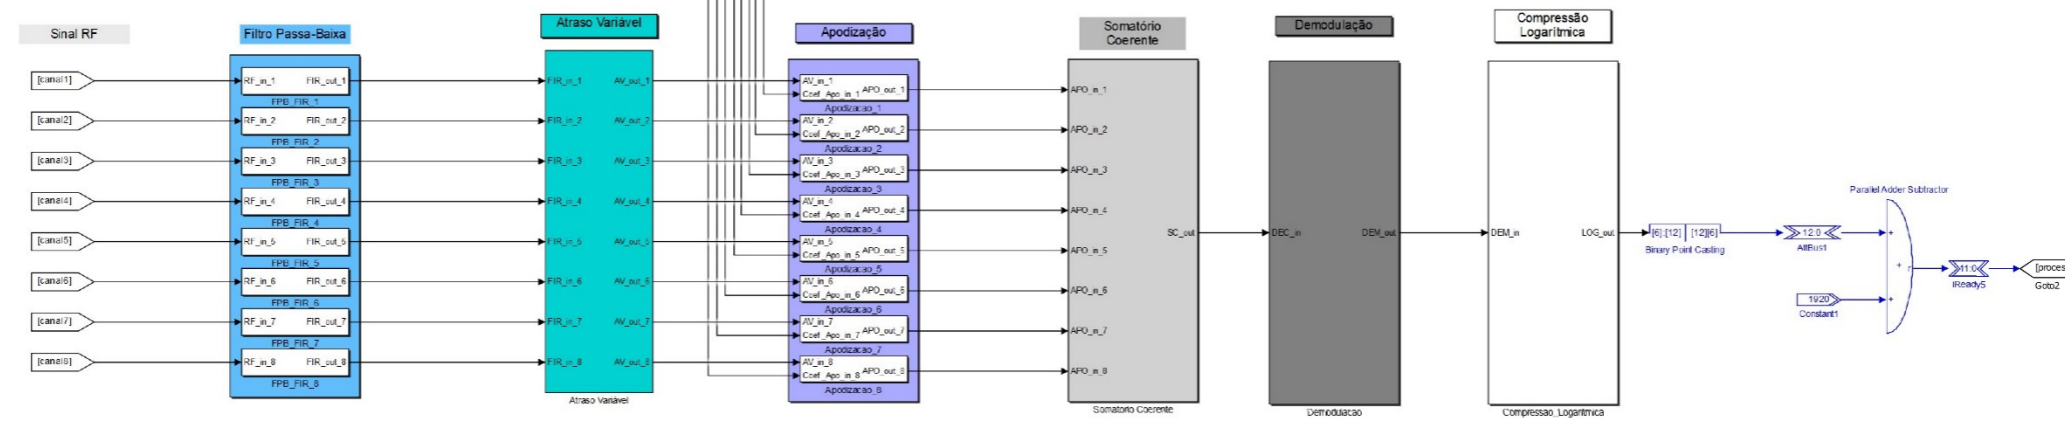 Sinal RF
Filtro Passa-Baixa
Atraso Variável
Apodização
Somatório
Coerente
Demodulação
Compressão
Logarítmica
[canal1]
RF_in_1 FIR_out_1
FPB_FIR_1
FIR_in_1 AV_out_1
AV_in_1
Coef_Apo_in_1 APO_out_1
Apodizacao_1
APO_in_1
[canal2]
RF_in_2 FIR_out_2
FPB_FIR_2
FIR_in_2 AV_out_2
AV_in_2
Coef_Apo_in_2 APO_out_2
Apodizacao_2
APO_in_2
[canal3]
RF_in_3 FIR_out_3
FPB_FIR_3
FIR_in_3 AV_out_3
AV_in_3
Coef_Apo_in_3 APO_out_3
Apodizacao_3
APO_in_3
[canal4]
RF_in_4 FIR_out_4
FPB_FIR_4
FIR_in_4 AV_out_4
AV_in_4
Coef_Apo_in_4 APO_out_4
Apodizacao_4
APO_in_4
[canal5]
RF_in_5 FIR_out_5
FPB_FIR_5
FIR_in_5 AV_out_5
AV_in_5
Coef_Apo_in_5 APO_out_5
Apodizacao_5
APO_in_5
[canal6]
RF_in_6 FIR_out_6
FPB_FIR_6
FIR_in_6 AV_out_6
AV_in_6
Coef_Apo_in_6 APO_out_6
Apodizacao_6
APO_in_6
[canal7]
RF_in_7 FIR_out_7
FPB_FIR_7
FIR_in_7 AV_out_7
AV_in_7
Coef_Apo_in_7 APO_out_7
Apodizacao_7
APO_in_7
[canal8]
RF_in_8 FIR_out_8
FPB_FIR_8
FIR_in_8 AV_out_8
AV_in_8
Coef_Apo_in_8 APO_out_8
Apodizacao_8
APO_in_8
Atraso Variável
SC_out
Somatorio Coerente
DEC_in DEM_out
Demodulacao
DEM_in LOG_out
Compressao_Logaritmica
[6]:[12] [12][6]
Binary Point Casting
12:0
AltBus1
1920
Constant1
Parallel Adder Subtractor
+
+
+
r
11:0
iReady5
[proces
Goto2